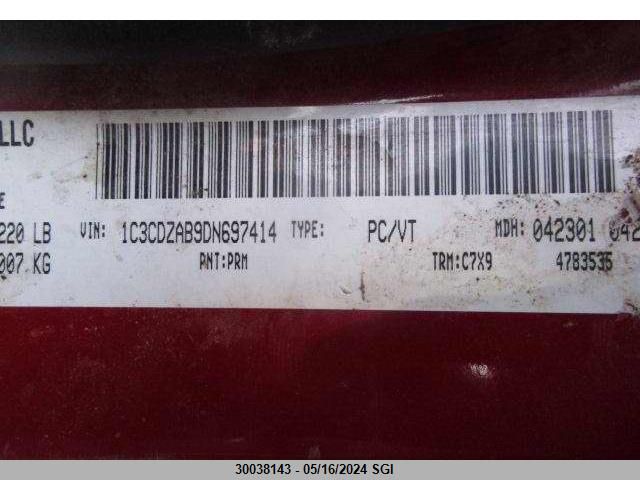 LLC
E
220 LB VIN: 1C3CDZAB9DN697414 TYPE: PC/VT MDH: 042301 042
007 KG PNT:PRM TRM:C7X9 4783535
30038143 - 05/16/2024 SGI